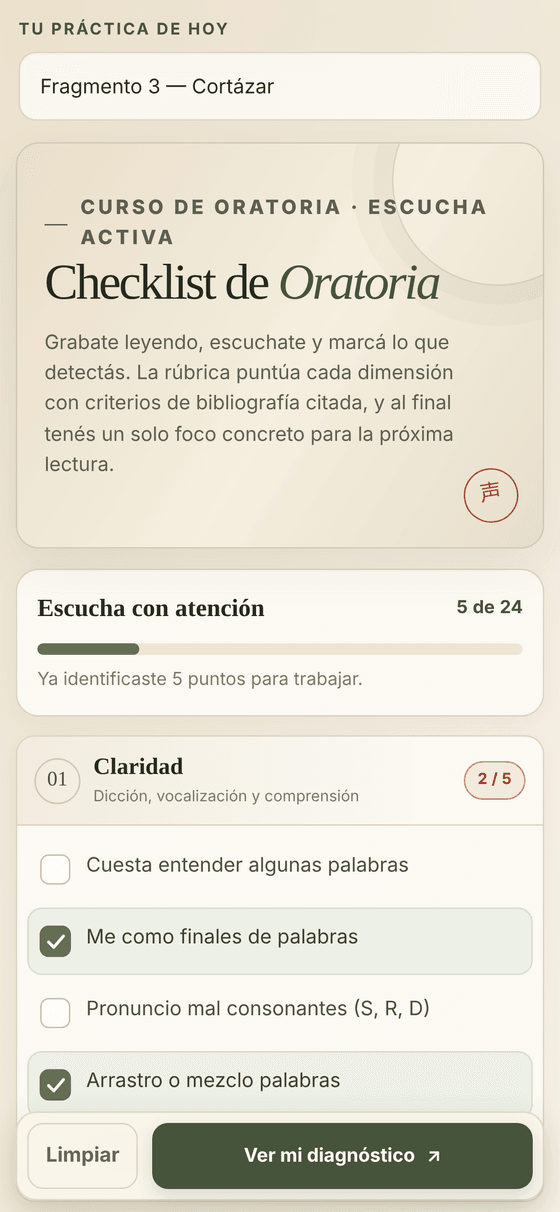 TU PRÁCTICA DE HOY
Fragmento 3 — Cortázar
— CURSO DE ORATORIA · ESCUCHA
ACTIVA
Checklist de Oratoria
Grabate leyendo, escuchate y marcá lo que
detectás. La rúbrica puntúa cada dimensión
con criterios de bibliografía citada, y al final
tenés un solo foco concreto para la próxima
lectura.
声
Escucha con atención
5 de 24
Ya identificaste 5 puntos para trabajar.
01
Claridad
2 / 5
Dicción, vocalización y comprensión
Cuesta entender algunas palabras
Me como finales de palabras
Pronuncio mal consonantes (S, R, D)
Arrastro o mezclo palabras
Limpiar
Ver mi diagnóstico ↗